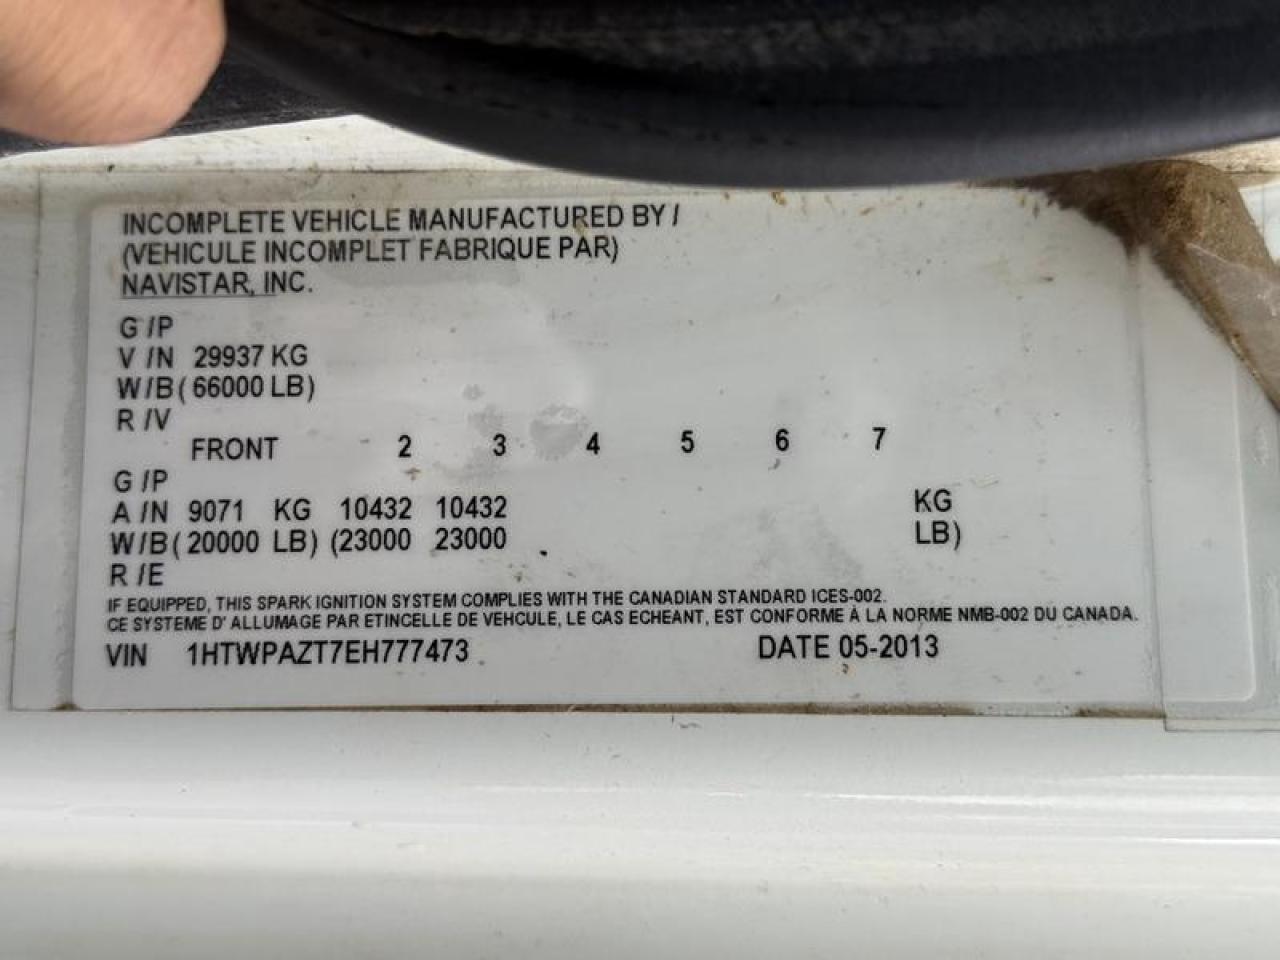 INCOMPLETE VEHICLE MANUFACTURED BY /
(VEHICULE INCOMPLET FABRIQUE PAR)
NAVISTAR, INC.
G /P
V /N 29937 KG
W/B ( 66000 LB)
R /V
FRONT 2 3 4 5 6 7
G /P
A /N 9071 KG 10432 10432 KG
W/B ( 20000 LB) (23000 23000 LB)
R /E
IF EQUIPPED, THIS SPARK IGNITION SYSTEM COMPLIES WITH THE CANADIAN STANDARD ICES-002.
CE SYSTEME D' ALLUMAGE PAR ETINCELLE DE VEHCULE, LE CAS ECHEANT, EST CONFORME À LA NORME NMB-002 DU CANADA.
VIN 1HTWPAZT7EH777473 DATE 05-2013